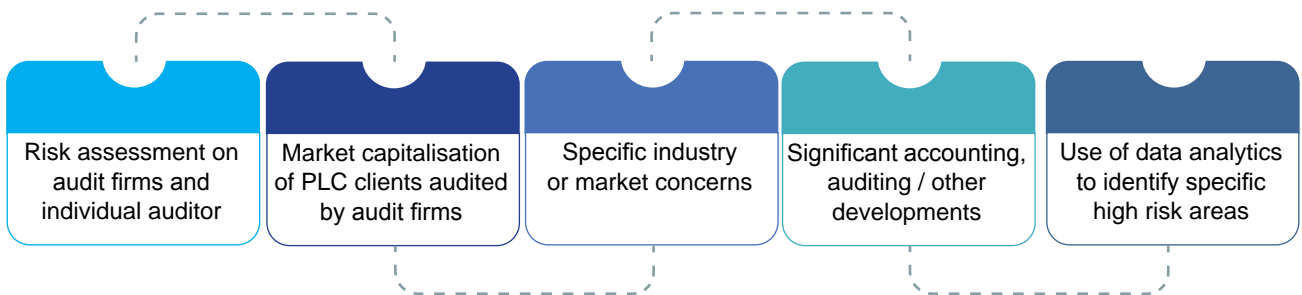 Risk assessment on
audit firms and
individual auditor
Market capitalisation
of PLC clients audited
by audit firms
Specific industry
or market concerns
Significant accounting,
auditing / other
developments
Use of data analytics
to identify specific
high risk areas